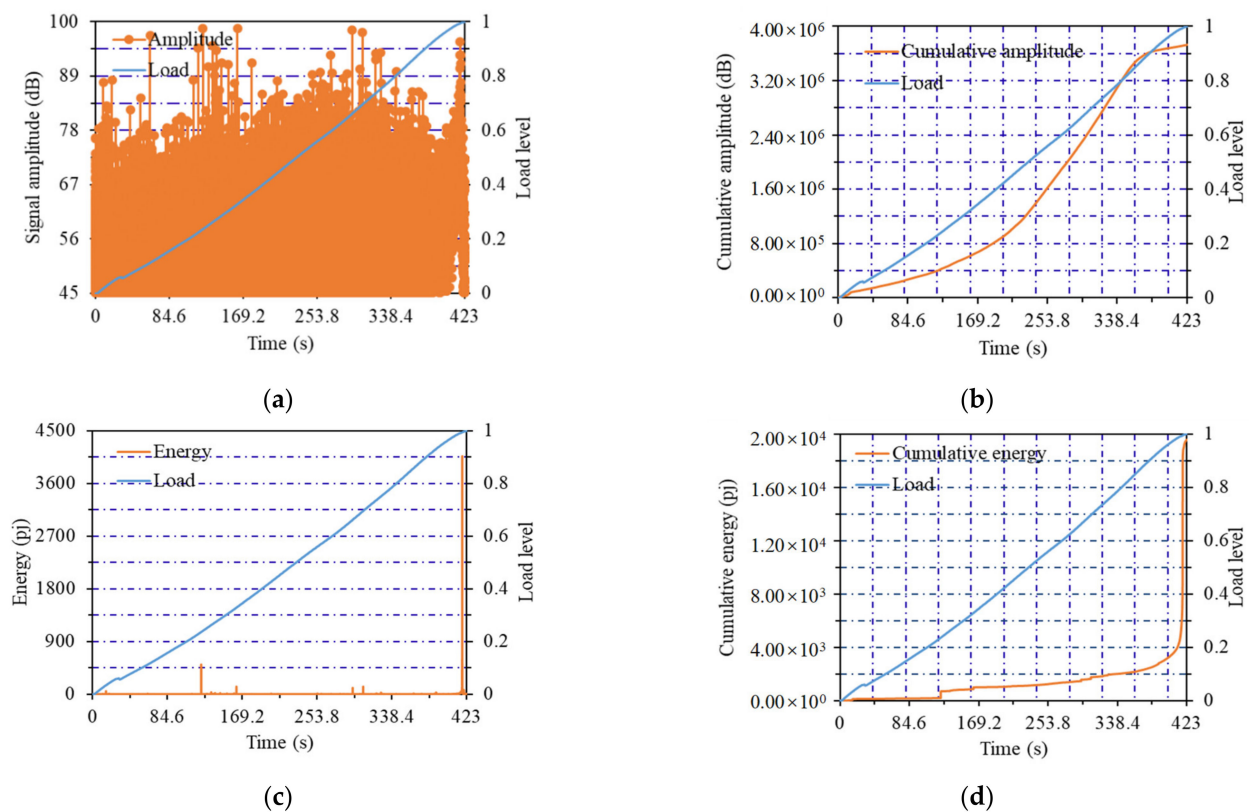 100
89
78
67
56
45
Signal amplitude (dB)
Amplitude
Load
1
0.8
0.6
0.4
0.2
0
Load level
0 84.6 169.2 253.8 338.4 423
Time (s)
(a)
4.00×10⁶
3.20×10⁶
2.40×10⁶
1.60×10⁶
8.00×10⁵
0.00×10⁰
Cumulative amplitude (dB)
Cumulative amplitude
Load
1
0.8
0.6
0.4
0.2
0
Load level
0 84.6 169.2 253.8 338.4 423
Time (s)
(b)
4500
3600
2700
1800
900
0
Energy (pj)
Energy
Load
1
0.8
0.6
0.4
0.2
0
Load level
0 84.6 169.2 253.8 338.4 423
Time (s)
(c)
2.00×10⁴
1.60×10⁴
1.20×10⁴
8.00×10³
4.00×10³
0.00×10⁰
Cumulative energy (pj)
Cumulative energy
Load
1
0.8
0.6
0.4
0.2
0
Load level
0 84.6 169.2 253.8 338.4 423
Time (s)
(d)